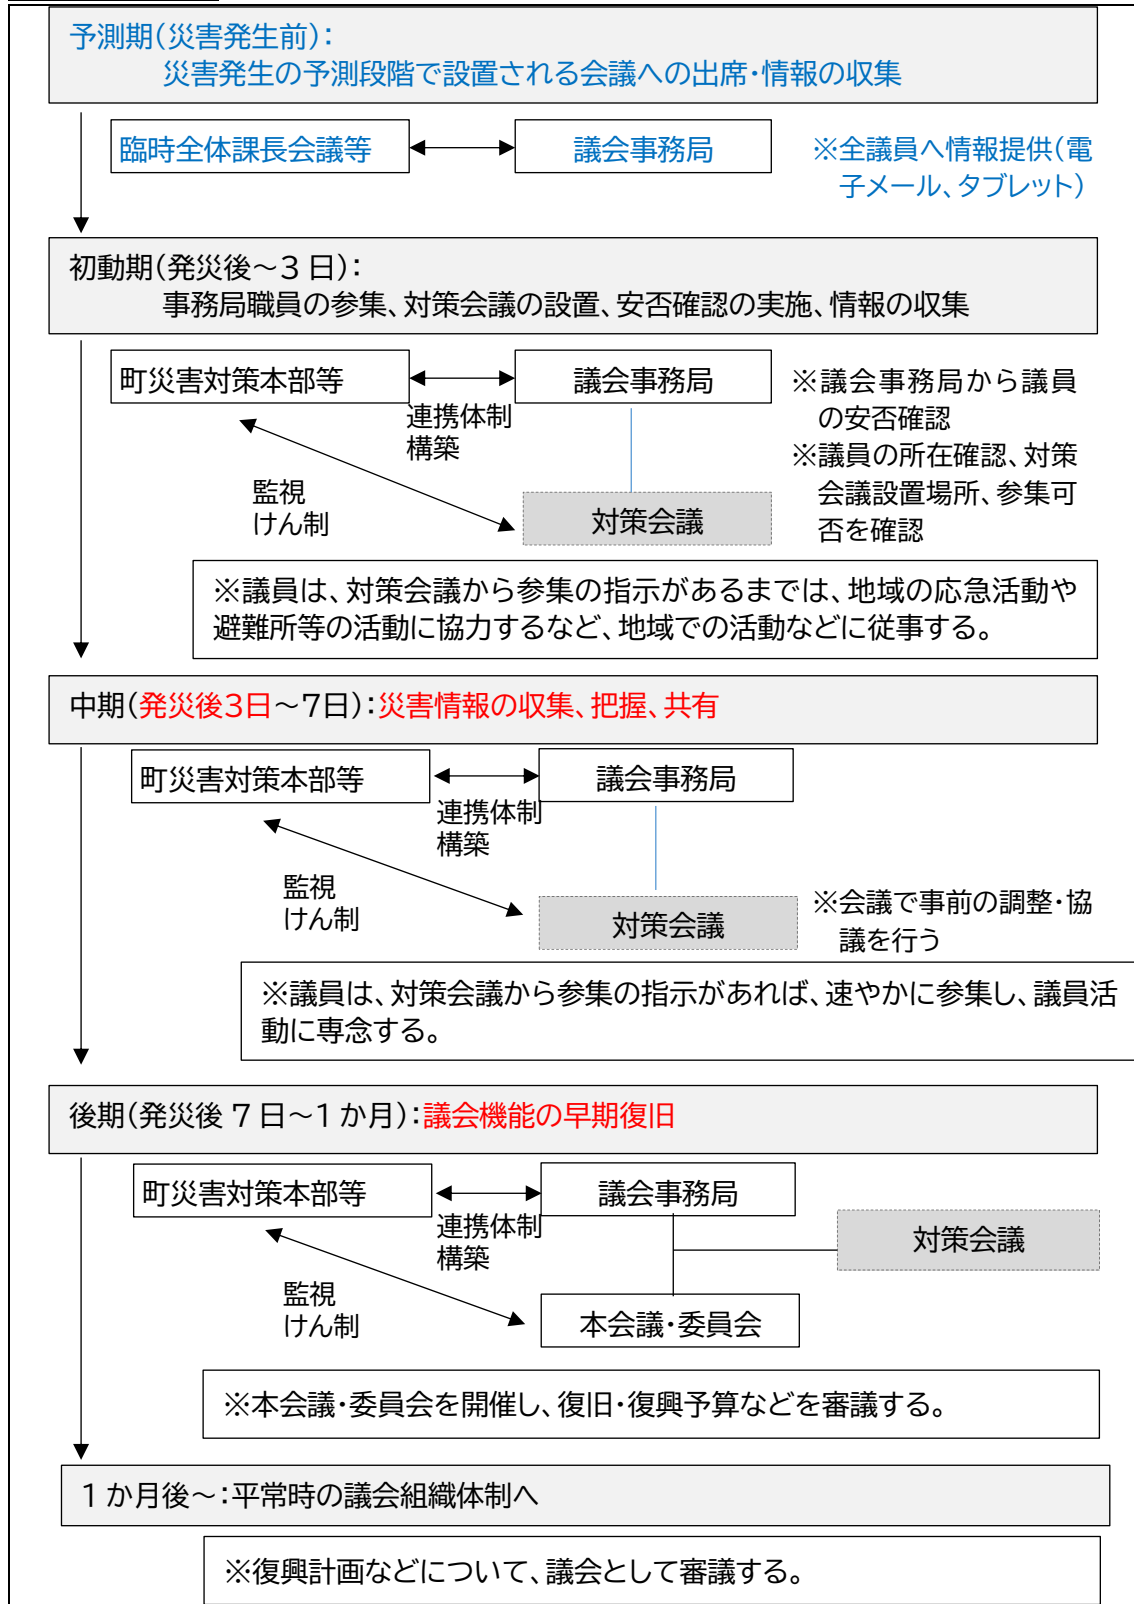 予測期(災害発生前):
災害発生の予測段階で設置される会議への出席・情報の収集
臨時全体課長会議等
議会事務局
※全議員へ情報提供(電
子メール、タブレット)
初動期(発災後～3日):
事務局職員の参集、対策会議の設置、安否確認の実施、情報の収集
町災害対策本部等
議会事務局
連携体制
構築
※議会事務局から議員
の安否確認
※議員の所在確認、対策
会議設置場所、参集可
否を確認
監視
けん制
対策会議
※議員は、対策会議から参集の指示があるまでは、地域の応急活動や
避難所等の活動に協力するなど、地域での活動などに従事する。
中期(発災後3日～7日):災害情報の収集、把握、共有
町災害対策本部等
議会事務局
連携体制
構築
監視
けん制
対策会議
※会議で事前の調整・協
議を行う
※議員は、対策会議から参集の指示があれば、速やかに参集し、議員活
動に専念する。
後期(発災後7日～1か月):議会機能の早期復旧
町災害対策本部等
議会事務局
連携体制
構築
対策会議
監視
けん制
本会議・委員会
※本会議・委員会を開催し、復旧・復興予算などを審議する。
1か月後～:平常時の議会組織体制へ
※復興計画などについて、議会として審議する。